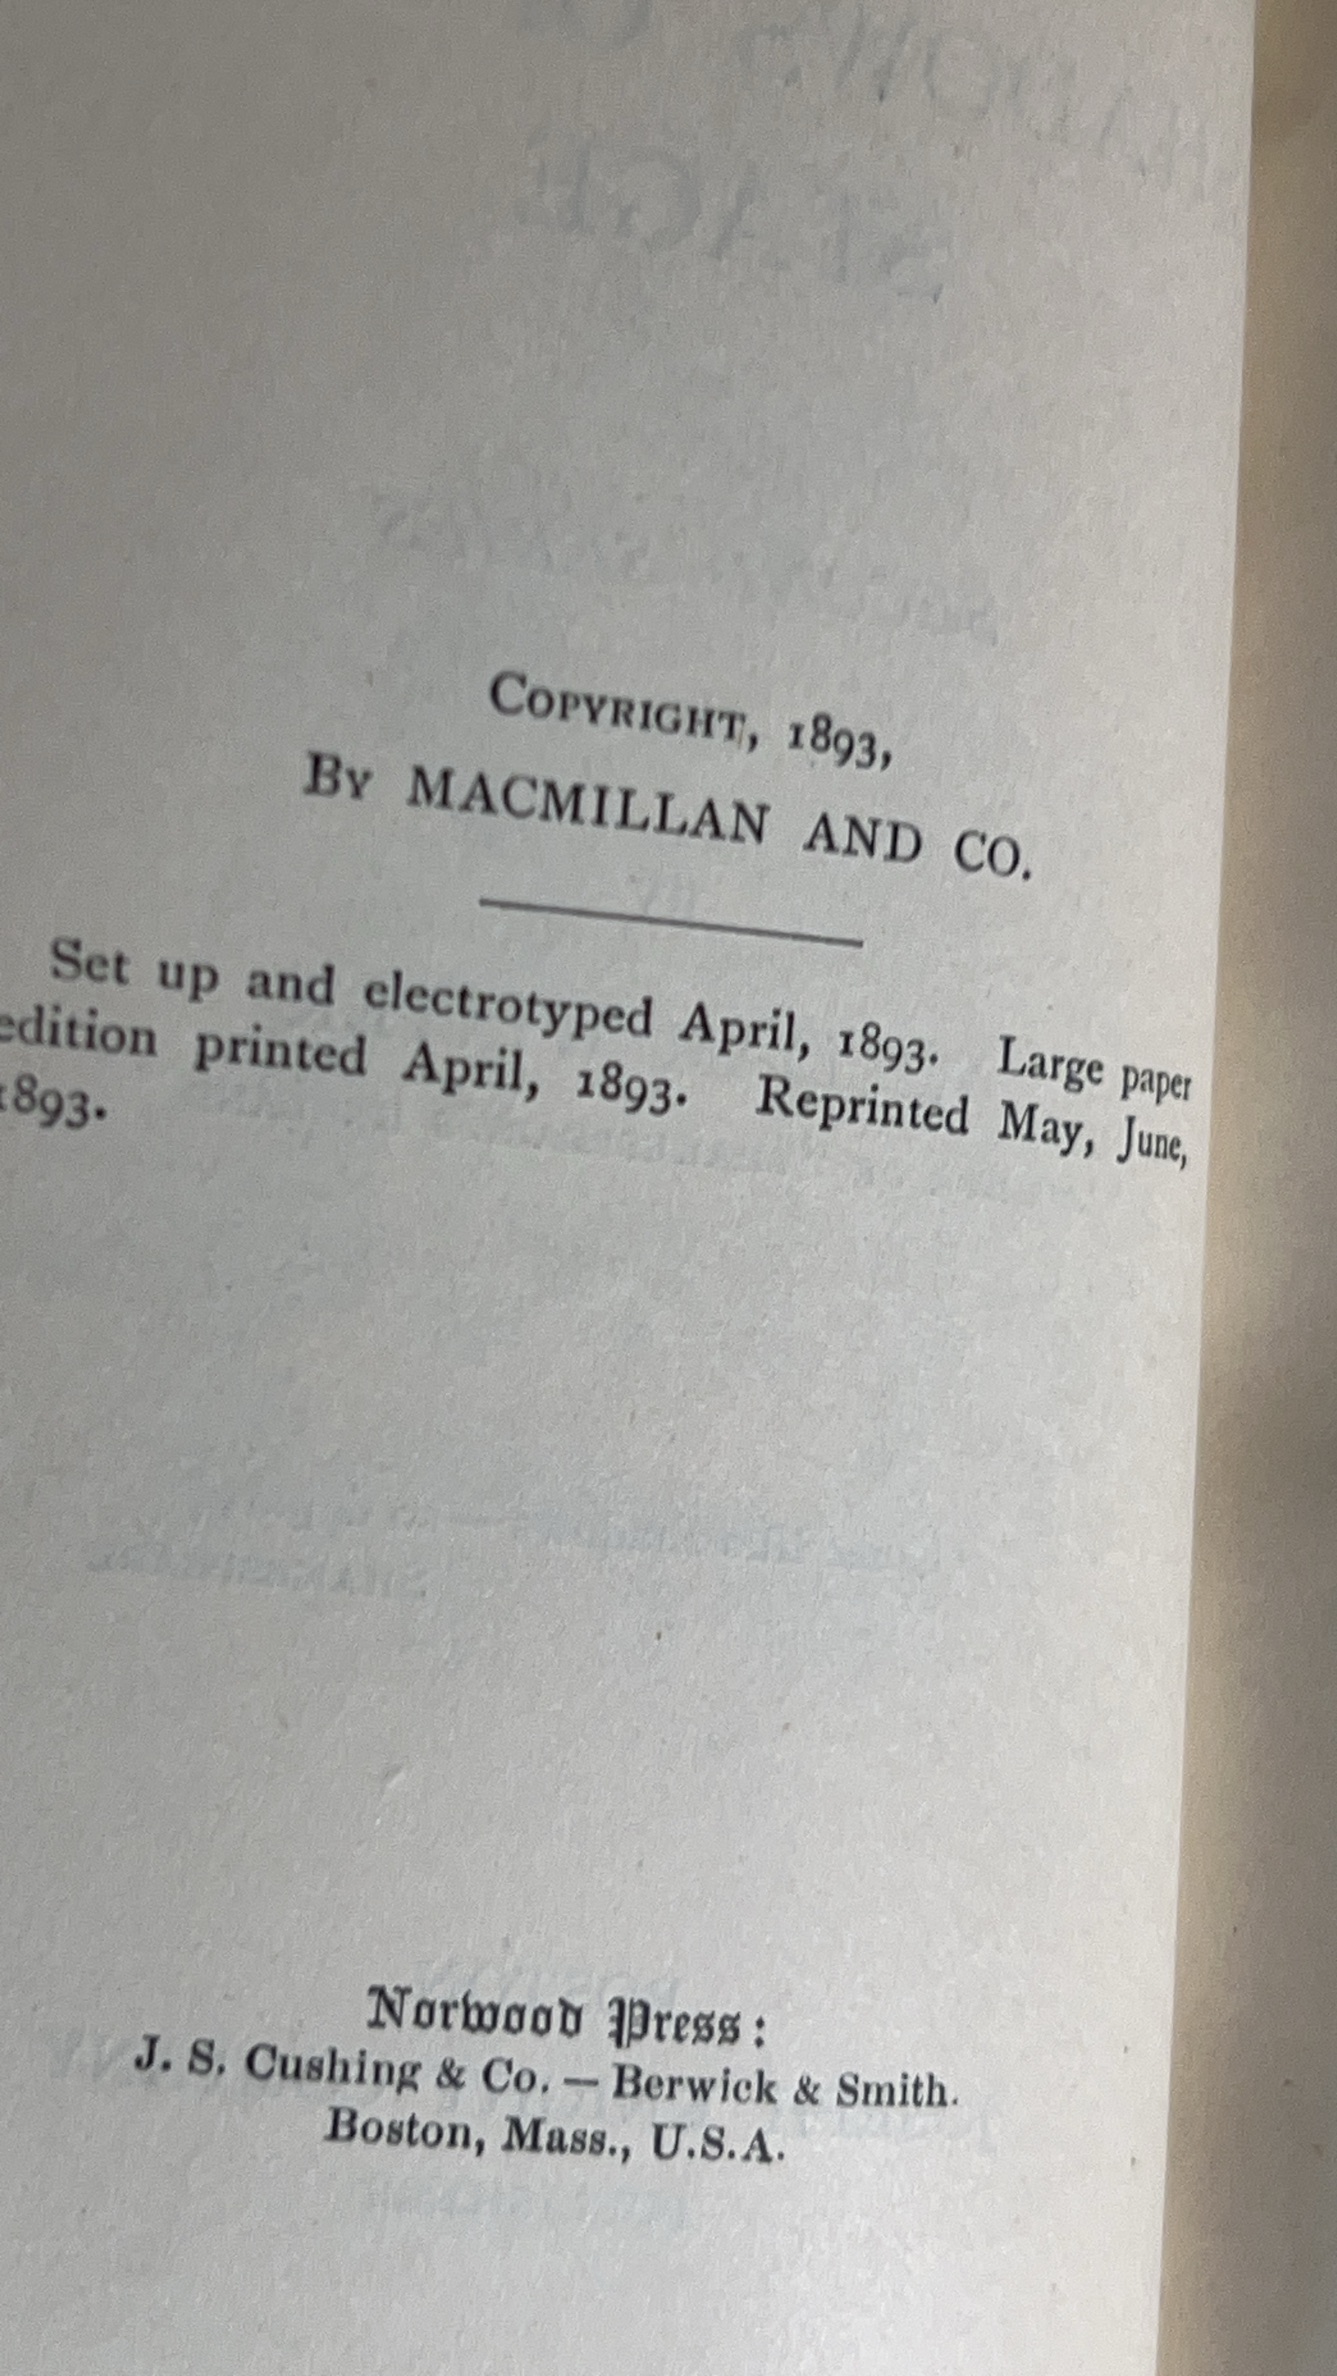 COPYRIGHT, 1893,
BY MACMILLAN AND CO.
Set up and electrotyped April, 1893. Large paper
edition printed April, 1893. Reprinted May, June,
1893.
Norwood Press:
J. S. Cushing & Co. — Berwick & Smith.
Boston, Mass., U.S.A.